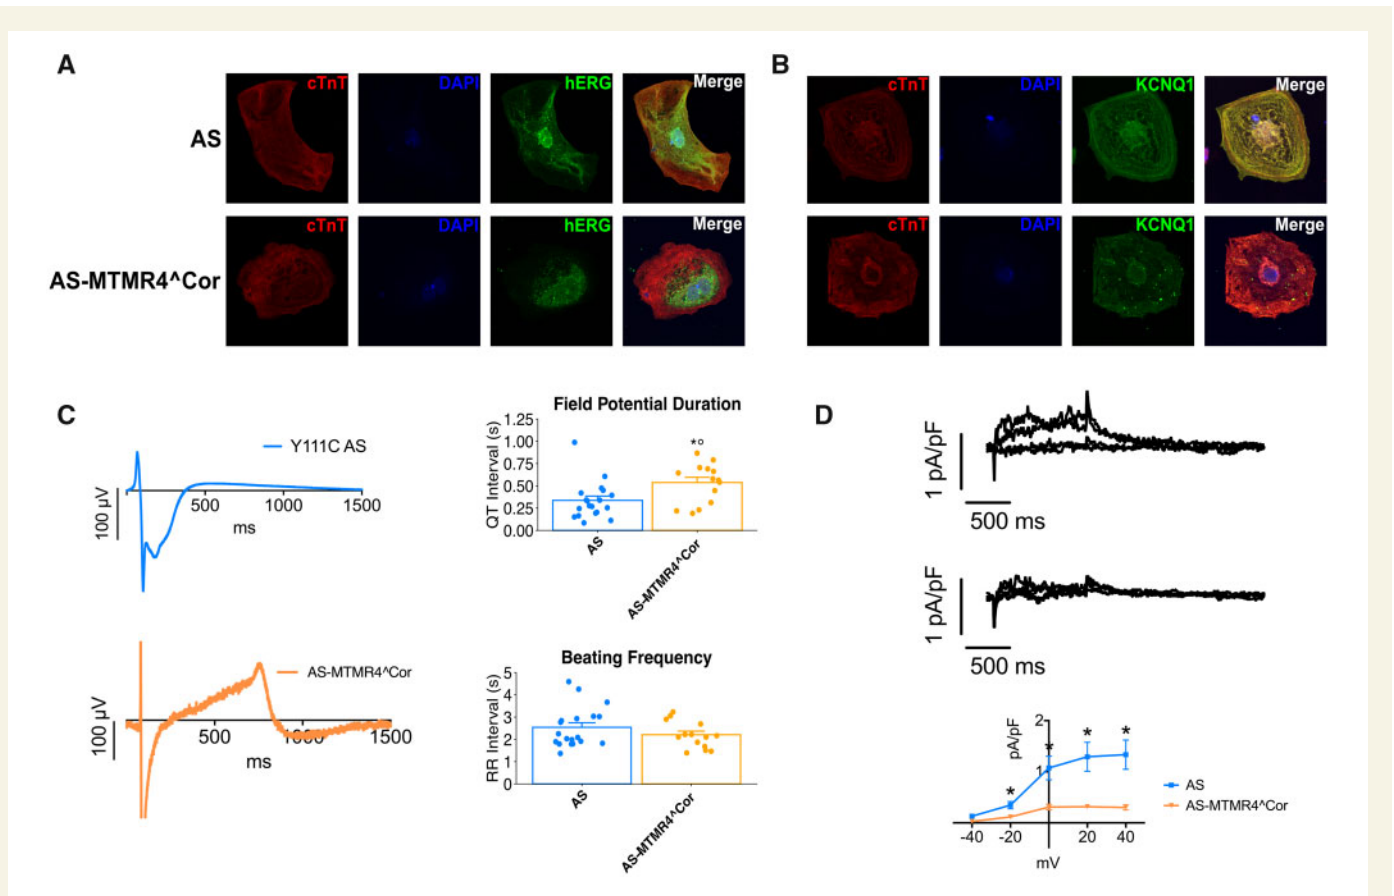 A
cTnT
DAPI
hERG
Merge
AS
cTnT
DAPI
hERG
Merge
AS-MTMR4^Cor
B
cTnT
DAPI
KCNQ1
Merge
cTnT
DAPI
KCNQ1
Merge
C
Y111C AS
100 µV
500
1000
1500
ms
AS-MTMR4^Cor
100 µV
500
1000
1500
ms
Field Potential Duration
QT Interval (s)
1.25
1.00
0.75
0.50
0.25
0.00
*°
AS
AS-MTMR4^Cor
Beating Frequency
RR Interval (s)
5
4
3
2
1
0
AS
AS-MTMR4^Cor
D
1 pA/pF
500 ms
1 pA/pF
500 ms
pA/pF
2
1
* * * *
-40 -20 0 20 40
mV
AS
AS-MTMR4^Cor